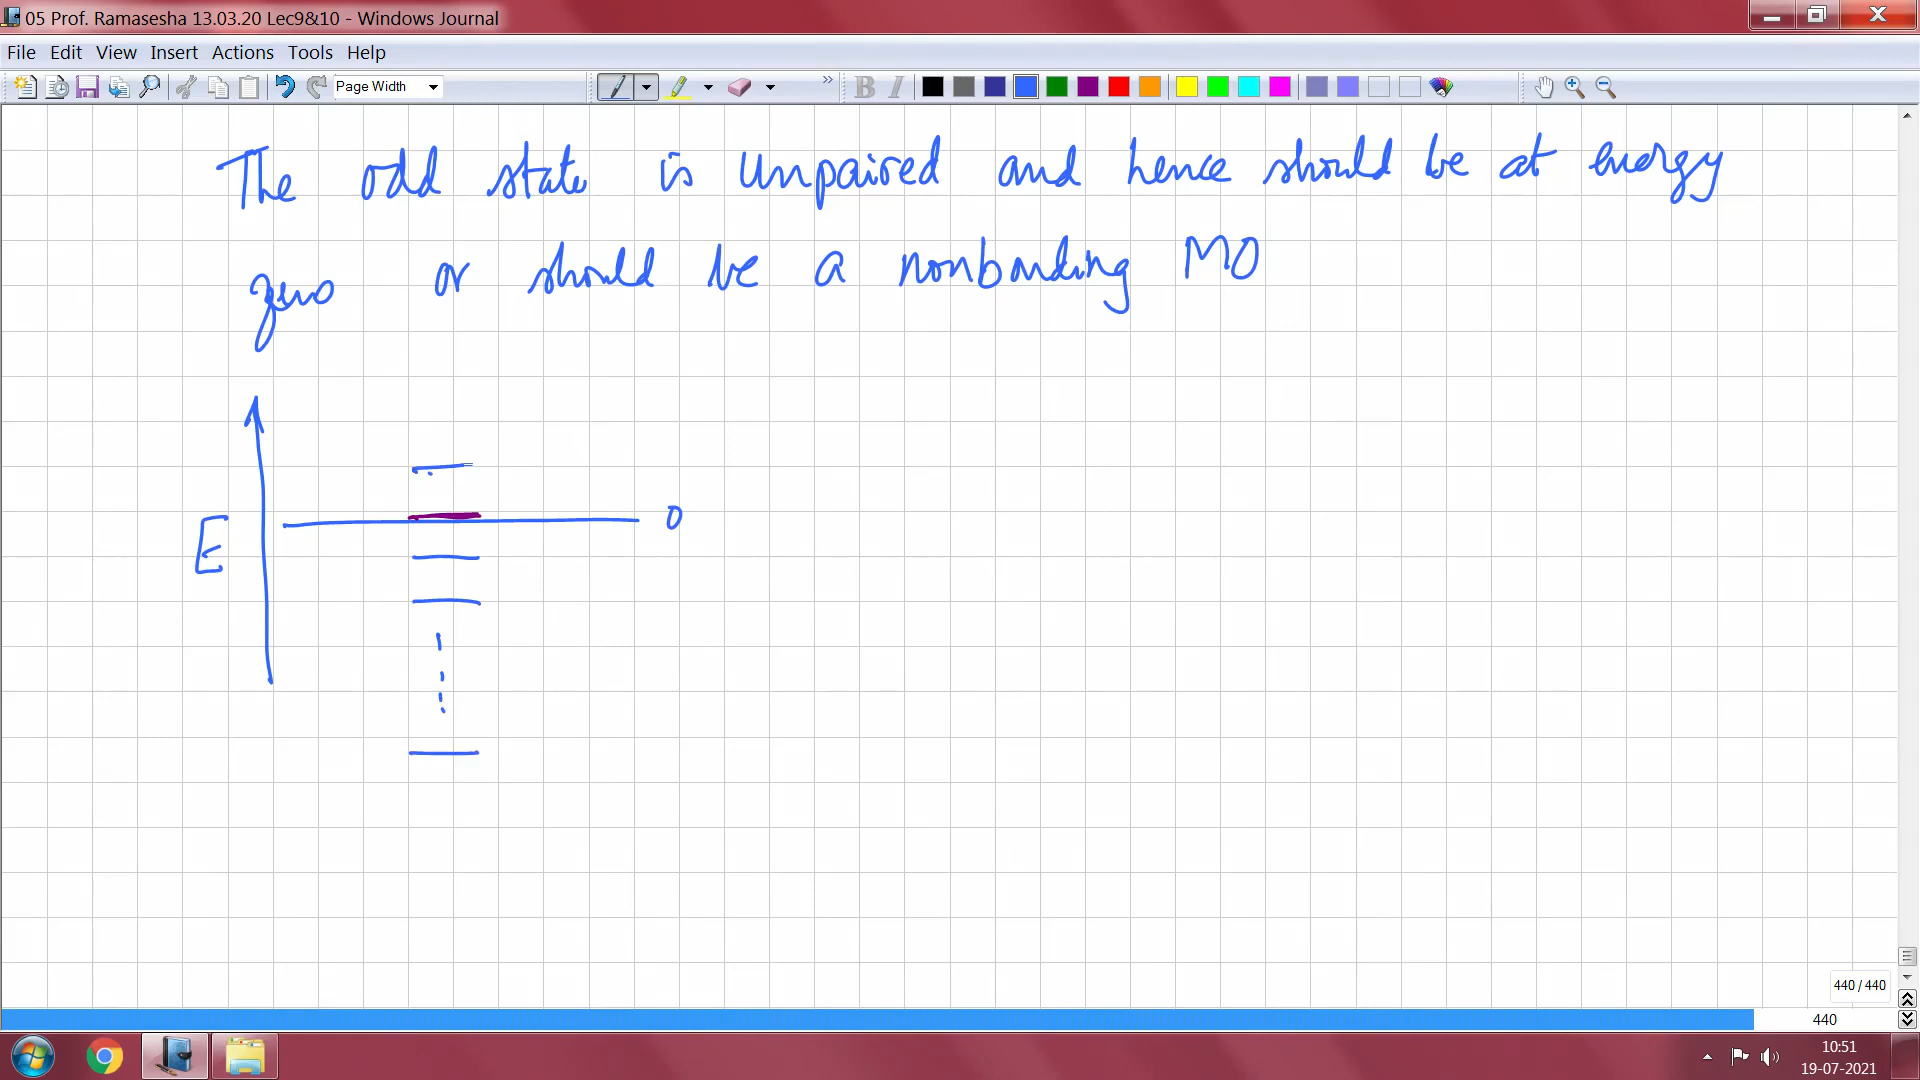 05 Prof. Ramasesha 13.03.20 Lec9&10 - Windows Journal
File Edit View Insert Actions Tools Help
Page Width
B I
The odd state is unpaired and hence should be at energy
zero or should be a nonbonding MO
0
E
440 / 440
440
10:51
19-07-2021